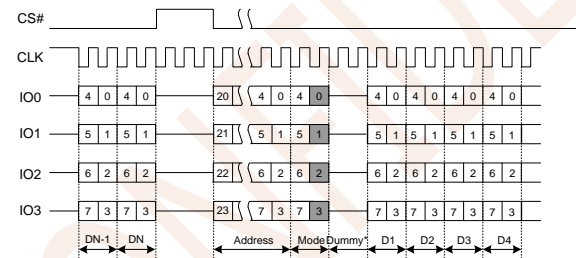 CS#
CLK
IO0 4 0 4 0 20 4 0 4 0 4 0 4 0 4 0 4 0
IO1 5 1 5 1 21 5 1 5 1 5 1 5 1 5 1 5 1
IO2 6 2 6 2 22 6 2 6 2 6 2 6 2 6 2 6 2
IO3 7 3 7 3 23 7 3 7 3 7 3 7 3 7 3 7 3
DN-1 DN Address Mode Dummy* D1 D2 D3 D4